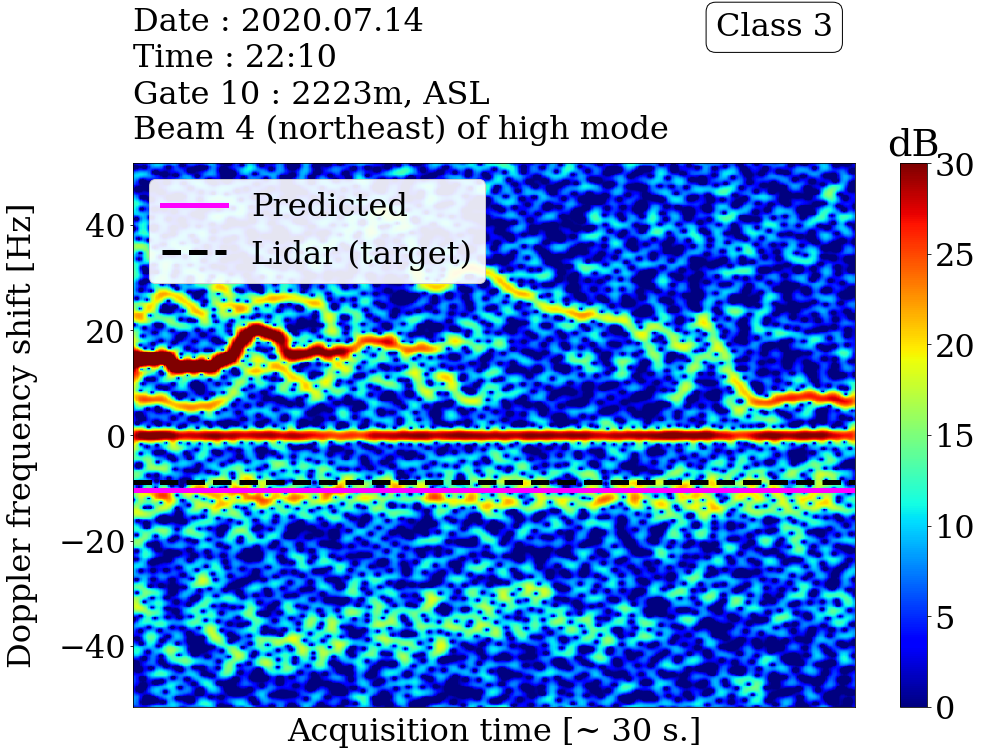 Date : 2020.07.14
Time : 22:10
Gate 10 : 2223m, ASL
Beam 4 (northeast) of high mode
Class 3
dB
Predicted
Lidar (target)
Doppler frequency shift [Hz]
40
20
0
−20
−40
30
25
20
15
10
5
0
Acquisition time [~ 30 s.]